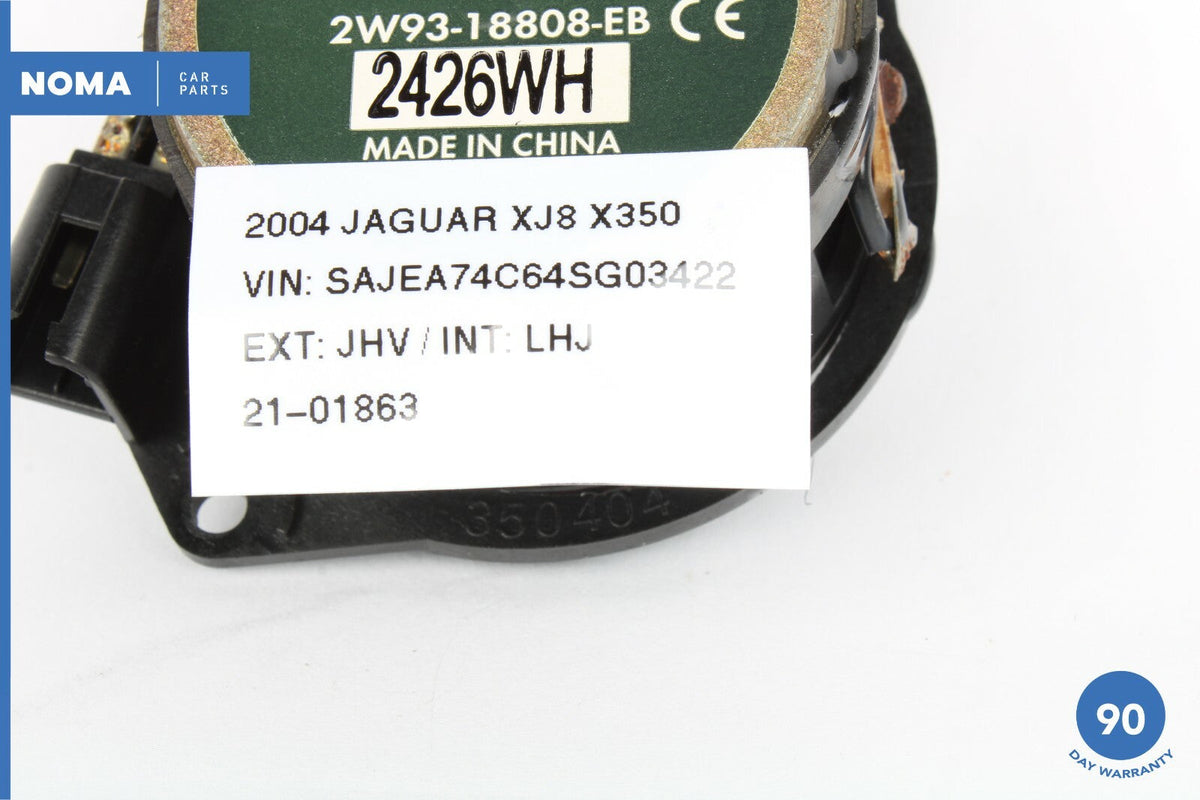 2W93-18808-EB CE
NOMA CAR PARTS
2426WH
MADE IN CHINA
2004 JAGUAR XJ8 X350
VIN: SAJEA74C64SG03422
EXT: JHV / INT: LHJ
21-01863
350404
90
DAY WARRANTY